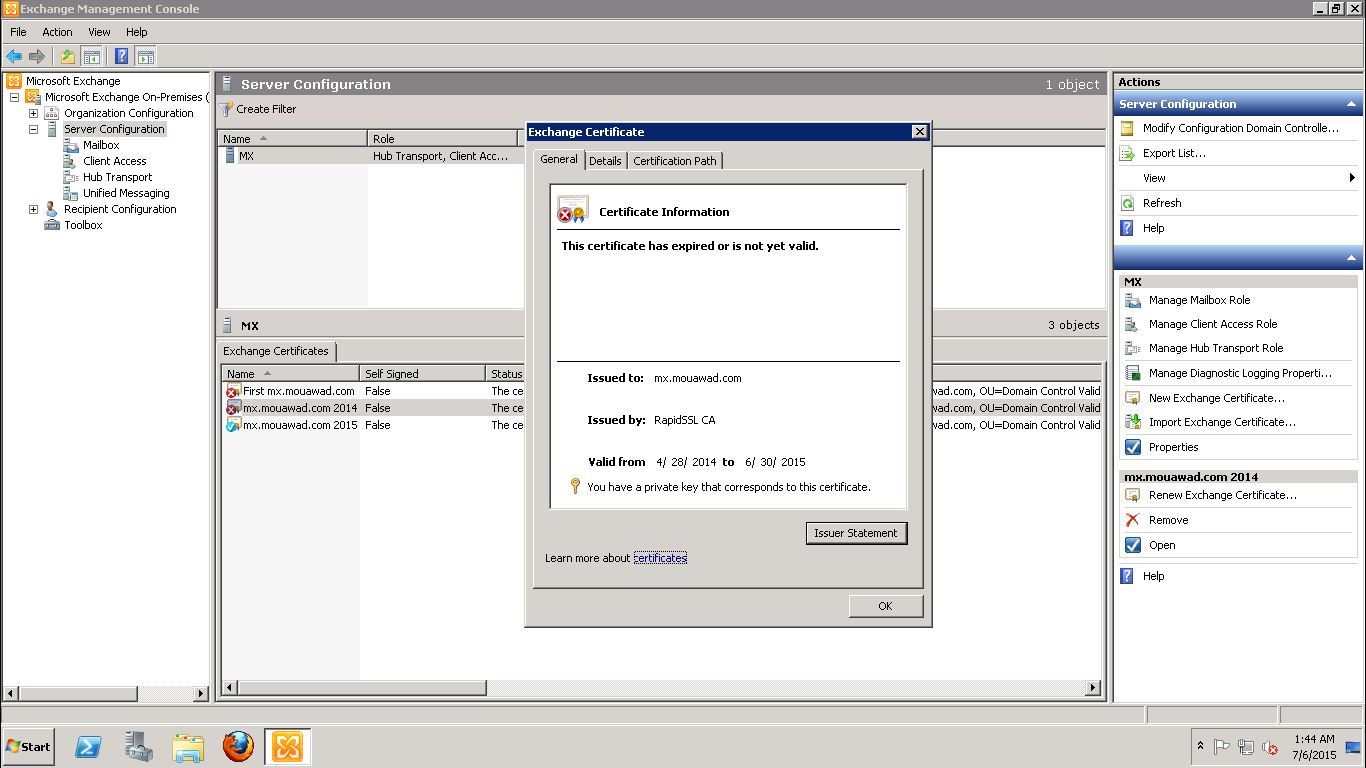 Exchange Management Console
File Action View Help
Microsoft Exchange
Microsoft Exchange On-Premises (
Organization Configuration
Server Configuration
Mailbox
Client Access
Hub Transport
Unified Messaging
Recipient Configuration
Toolbox
Server Configuration 1 object
Create Filter
Name Role
MX Hub Transport, Client Acc...
MX 3 objects
Exchange Certificates
Name Self Signed Status
First mx.mouawad.com False The ce wad.com, OU=Domain Control Valid
mx.mouawad.com 2014 False The ce wad.com, OU=Domain Control Valid
mx.mouawad.com 2015 False The ce wad.com, OU=Domain Control Valid
Exchange Certificate
General Details Certification Path
Certificate Information
This certificate has expired or is not yet valid.
Issued to: mx.mouawad.com
Issued by: RapidSSL CA
Valid from 4/ 28/ 2014 to 6/ 30/ 2015
You have a private key that corresponds to this certificate.
Issuer Statement
Learn more about certificates
OK
Actions
Server Configuration
Modify Configuration Domain Controlle...
Export List...
View
Refresh
Help
MX
Manage Mailbox Role
Manage Client Access Role
Manage Hub Transport Role
Manage Diagnostic Logging Properti...
New Exchange Certificate...
Import Exchange Certificate...
Properties
mx.mouawad.com 2014
Renew Exchange Certificate...
Remove
Open
Help
Start
1:44 AM
7/6/2015